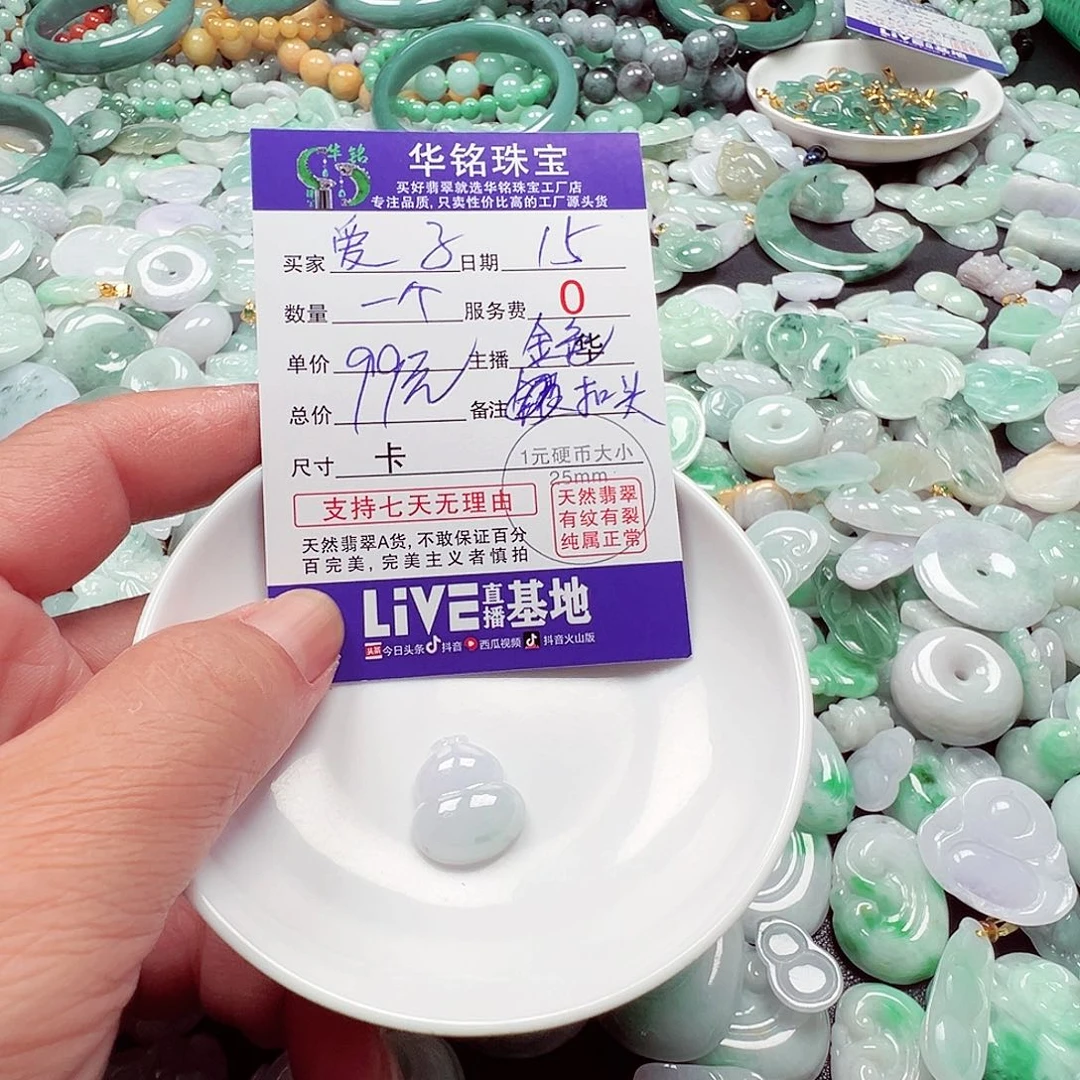 华铭
华铭珠宝
买好翡翠就选华铭珠宝工厂店
专注品质,只卖性价比高的工厂源头货
买家 爱子 日期 15
数量 一个 服务费 0
单价 99元 主播 金色 华
总价 备注 扣头
尺寸 卡 1元硬币大小
25mm
支持七天无理由
天然翡翠
有纹有裂
纯属正常
天然翡翠A货,不敢保证百分
百完美,完美主义者慎拍
LiVE直播基地
头条 今日头条 抖音 西瓜视频 抖音火山版